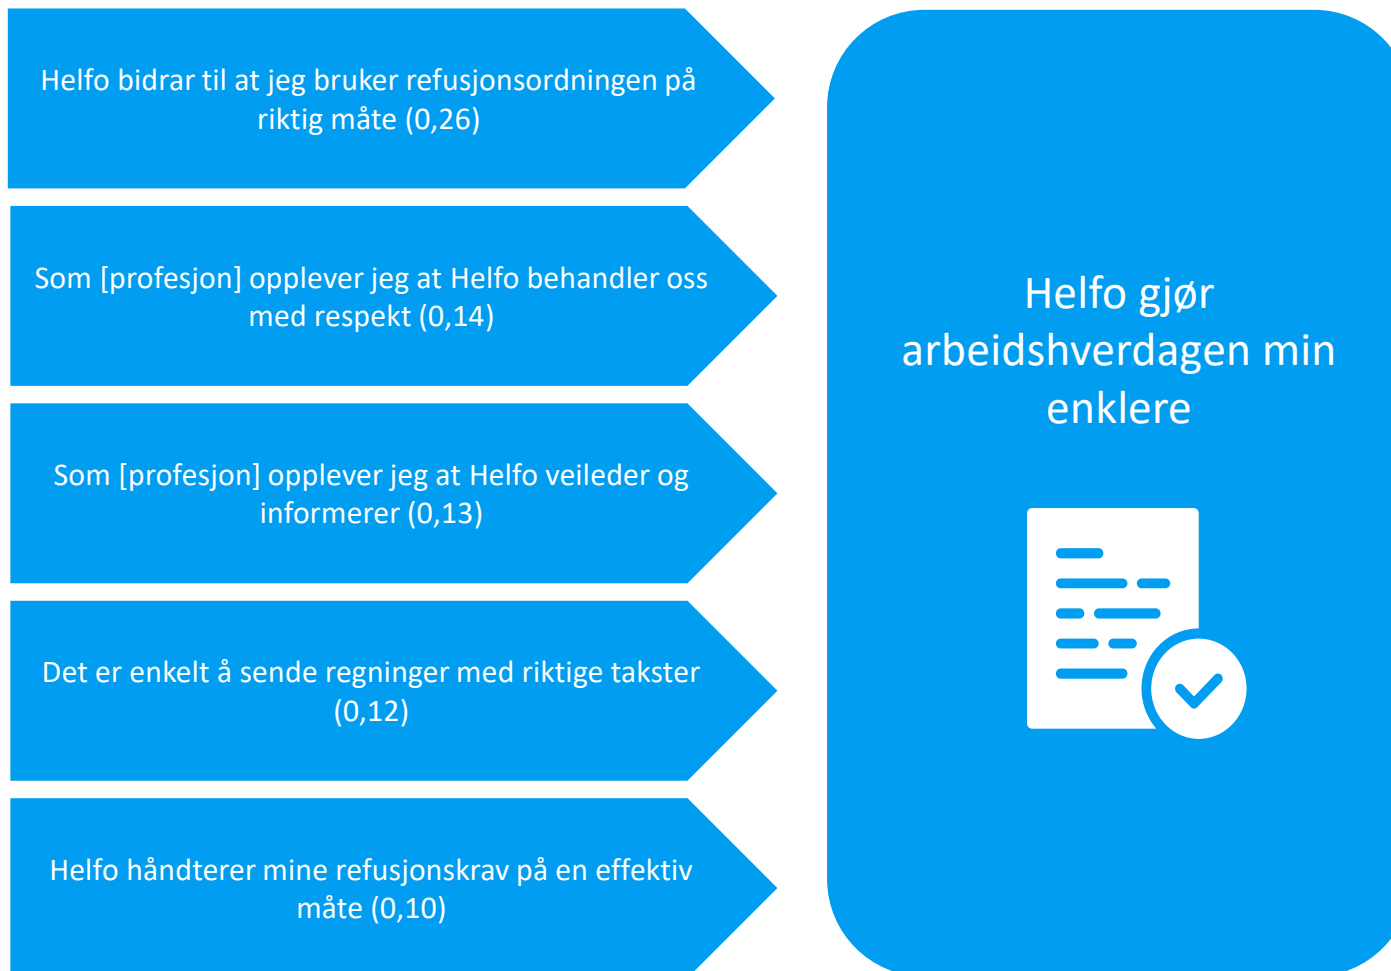 Helfo bidrar til at jeg bruker refusjonsordningen på
riktig måte (0,26)
Som [profesjon] opplever jeg at Helfo behandler oss
med respekt (0,14)
Som [profesjon] opplever jeg at Helfo veileder og
informerer (0,13)
Det er enkelt å sende regninger med riktige takster
(0,12)
Helfo håndterer mine refusjonskrav på en effektiv
måte (0,10)
Helfo gjør
arbeidshverdagen min
enklere